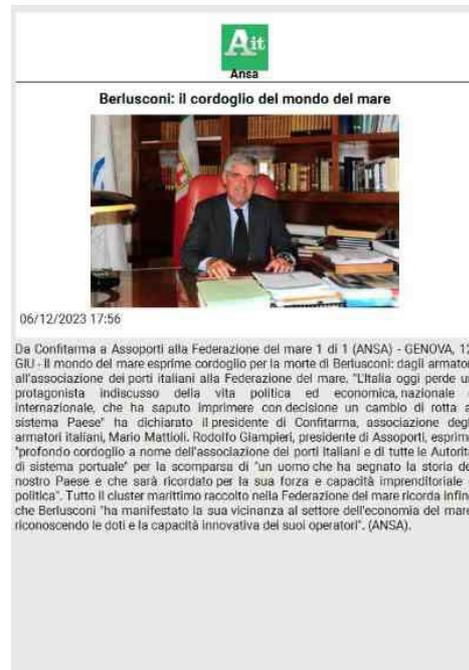 Ait
Ansa
Berlusconi: il cordoglio del mondo del mare
06/12/2023 17:56
Da Confitarma a Assoporti alla Federazione del mare 1 di 1 (ANSA) - GENOVA, 12
GIU - Il mondo del mare esprime cordoglio per la morte di Berlusconi: dagli armator
all'associazione dei porti italiani alla Federazione del mare. "L'Italia oggi perde un
protagonista indiscusso della vita politica ed economica, nazionale
internazionale, che ha saputo imprimere con decisione un cambio di rotta a
sistema Paese" ha dichiarato il presidente di Confitarma, associazione degl
armatori italiani, Mario Mattioli. Rodolfo Giampieri, presidente di Assoporti, esprim
"profondo cordoglio a nome dell'associazione dei porti italiani e di tutte le Autorit
di sistema portuale" per la scomparsa di "un uomo che ha segnato la storia de
nostro Paese e che sarà ricordato per la sua forza e capacità imprenditoriale
politica". Tutto il cluster marittimo raccolto nella Federazione del mare ricorda infin
che Berlusconi "ha manifestato la sua vicinanza al settore dell'economia del mare
riconoscendo le doti e la capacità innovativa dei suoi operatori". (ANSA).